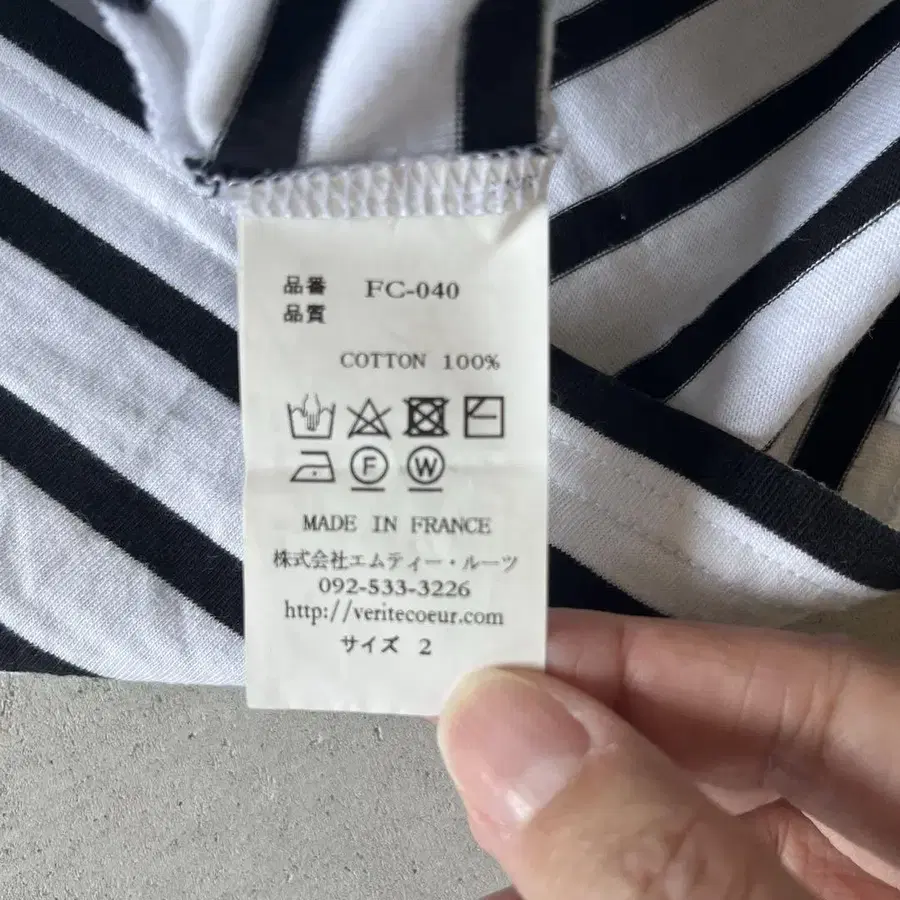 品番 FC-040
品質
COTTON 100%
F W
MADE IN FRANCE
株式会社エムティー・ルーツ
092-533-3226
http://veritecoeur.com
サイズ 2